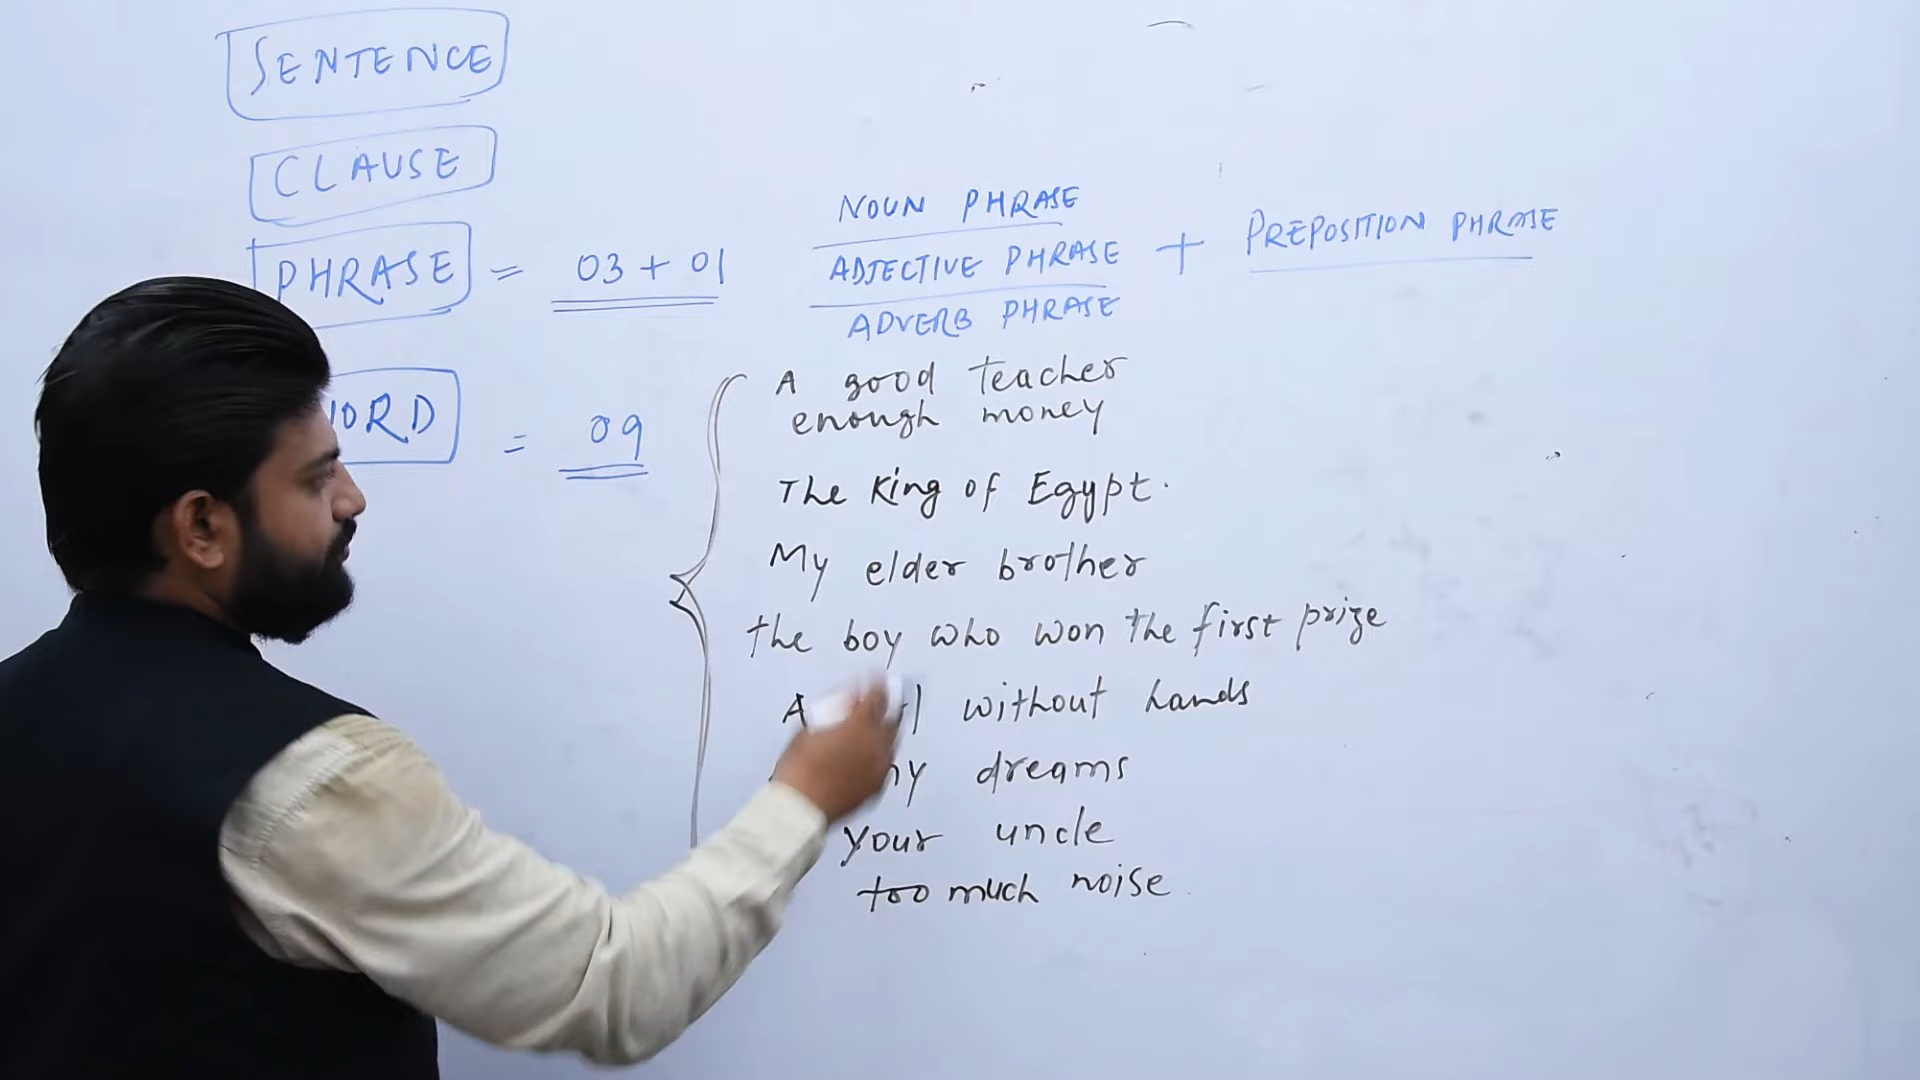 SENTENCE
CLAUSE
PHRASE = 03 + 01
NOUN PHRASE
ADJECTIVE PHRASE + PREPOSITION PHRASE
ADVERB PHRASE
= 09
A good teacher
enough money
The King of Egypt.
My elder brother
the boy who won the first prize
A without hands
dreams
your uncle
too much noise